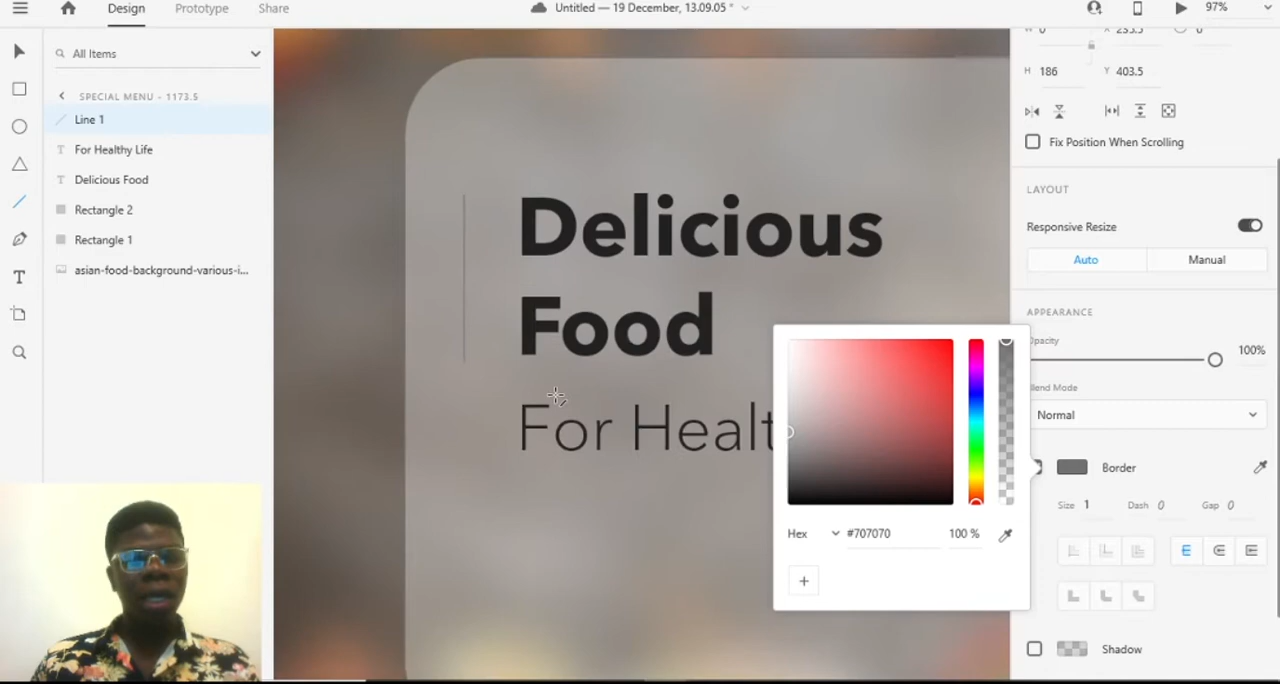 Design Prototype Share Untitled — 19 December, 13.09.05 * 97%
All Items
SPECIAL MENU - 1173.5
Line 1
For Healthy Life
Delicious Food
Rectangle 2
Rectangle 1
asian-food-background-various-i...
T
Delicious
Food
For Healt
W 0 X 235.5 0
H 186 Y 403.5
Fix Position When Scrolling
LAYOUT
Responsive Resize
Auto Manual
APPEARANCE
Opacity
100%
Blend Mode
Normal
Border
Size 1 Dash 0 Gap 0
Shadow
Hex #707070 100 %
+